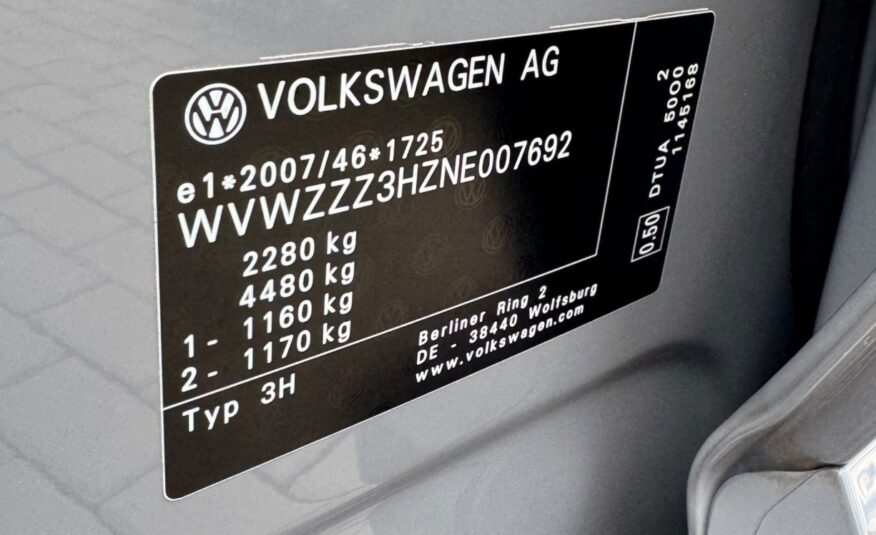 VOLKSWAGEN AG
e1*2007/46*1725
WVWZZZ3HZNE007692
2280 kg
4480 kg
1 - 1160 kg
2 - 1170 kg
Typ 3H
Berliner Ring 2
DE - 38440 Wolfsburg
www.volkswagen.com
0.50
DTUA 5000
2
1145168